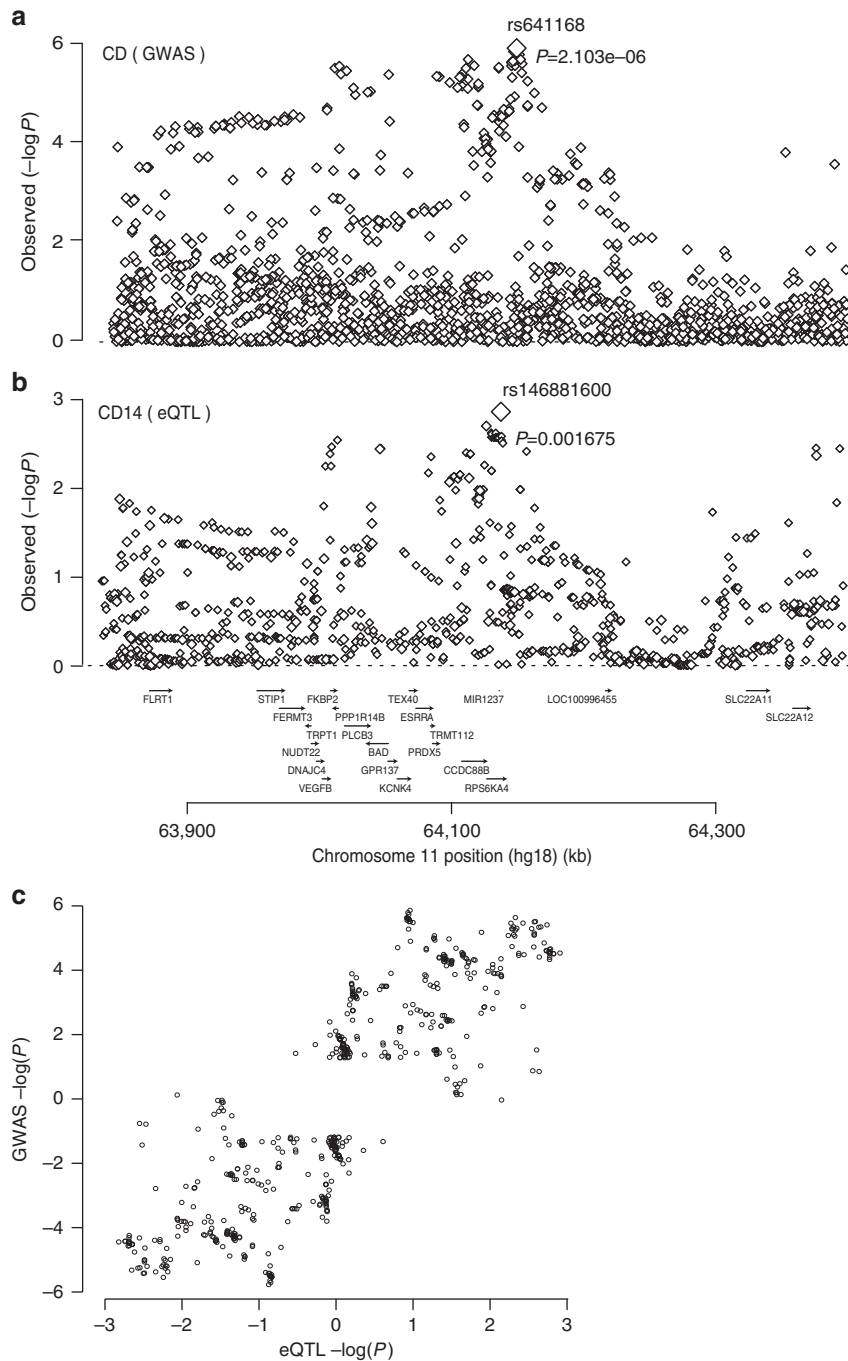 a
rs641168
6
CD ( GWAS )
P=2.103e–06
4
2
0
Observed (–logP)
b
3
rs146881600
CD14 ( eQTL )
P=0.001675
2
1
0
Observed (–logP)
FLRT1 STIP1 FKBP2 TEX40 MIR1237 LOC100996455 SLC22A11
FERMT3 PPP1R14B ESRRA SLC22A12
TRPT1 PLCB3 TRMT112
NUDT22 BAD PRDX5
DNAJC4 GPR137 CCDC88B
VEGFB KCNK4 RPS6KA4
63,900 64,100 64,300
Chromosome 11 position (hg18) (kb)
c
6
4
2
0
–2
–4
–6
GWAS –log(P)
–3 –2 –1 0 1 2 3
eQTL –log(P)